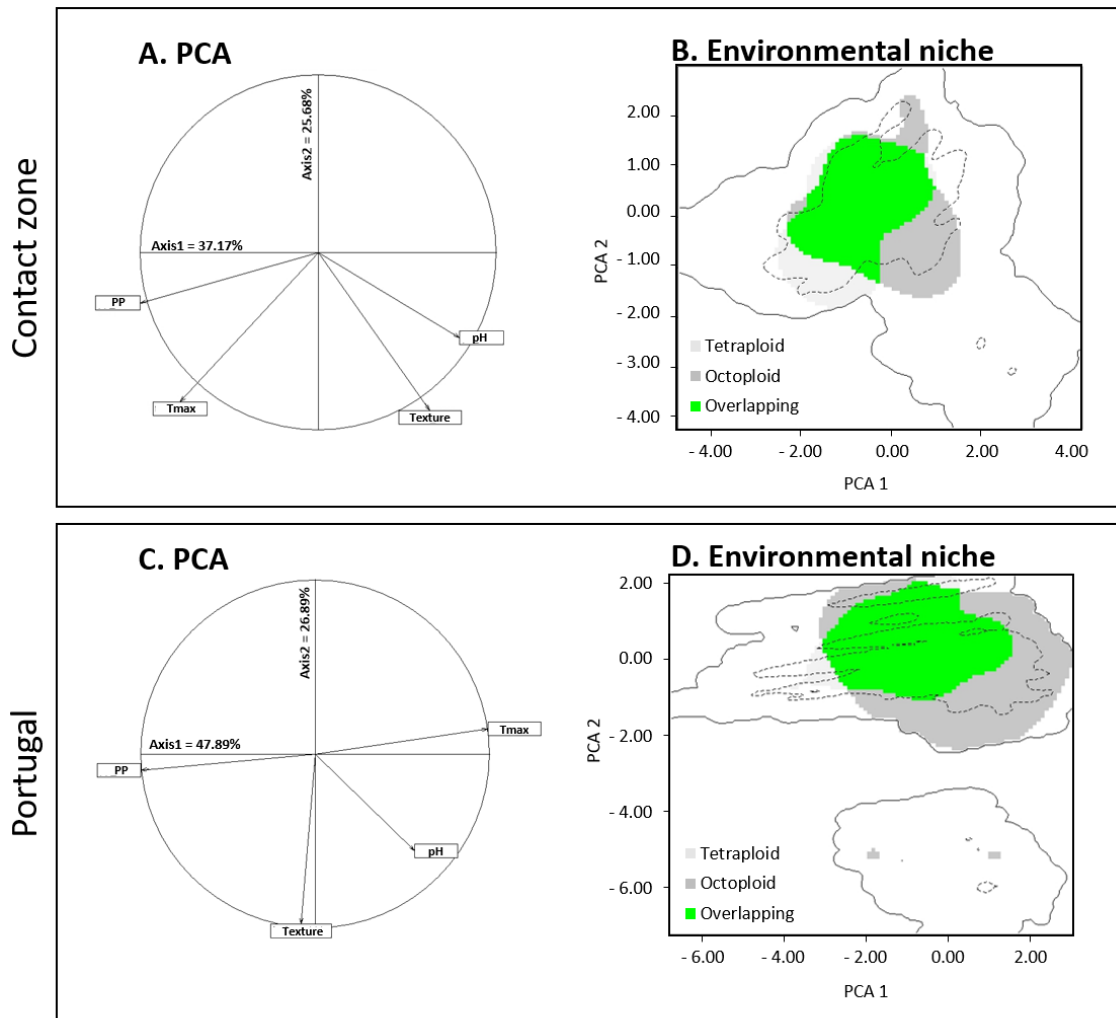 Contact zone
A. PCA
Axis2 = 25.68%
Axis1 = 37.17%
_PP
Tmax
Texture
pH
B. Environmental niche
2.00
1.00
0.00
- 1.00
- 2.00
- 3.00
- 4.00
PCA 2
Tetraploid
Octoploid
Overlapping
- 4.00 - 2.00 0.00 2.00 4.00
PCA 1
Portugal
C. PCA
Axis2 = 26.89%
Axis1 = 47.89%
_PP
Tmax
pH
Texture
D. Environmental niche
2.00
0.00
- 2.00
- 4.00
- 6.00
PCA 2
Tetraploid
Octoploid
Overlapping
- 6.00 - 4.00 - 2.00 0.00 2.00
PCA 1